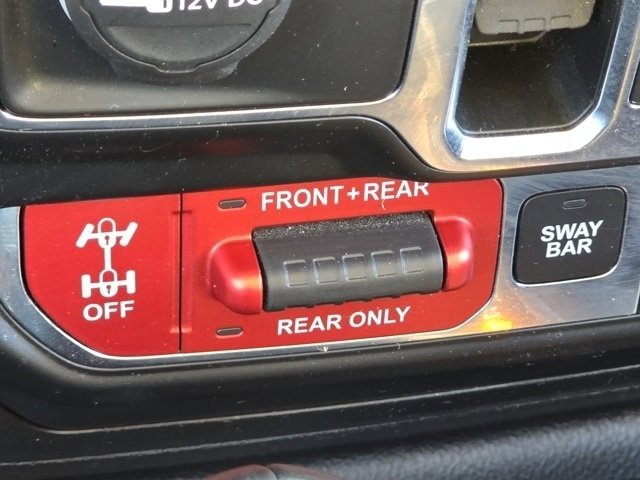 12V DC
FRONT+REAR
SWAY
BAR
OFF
REAR ONLY